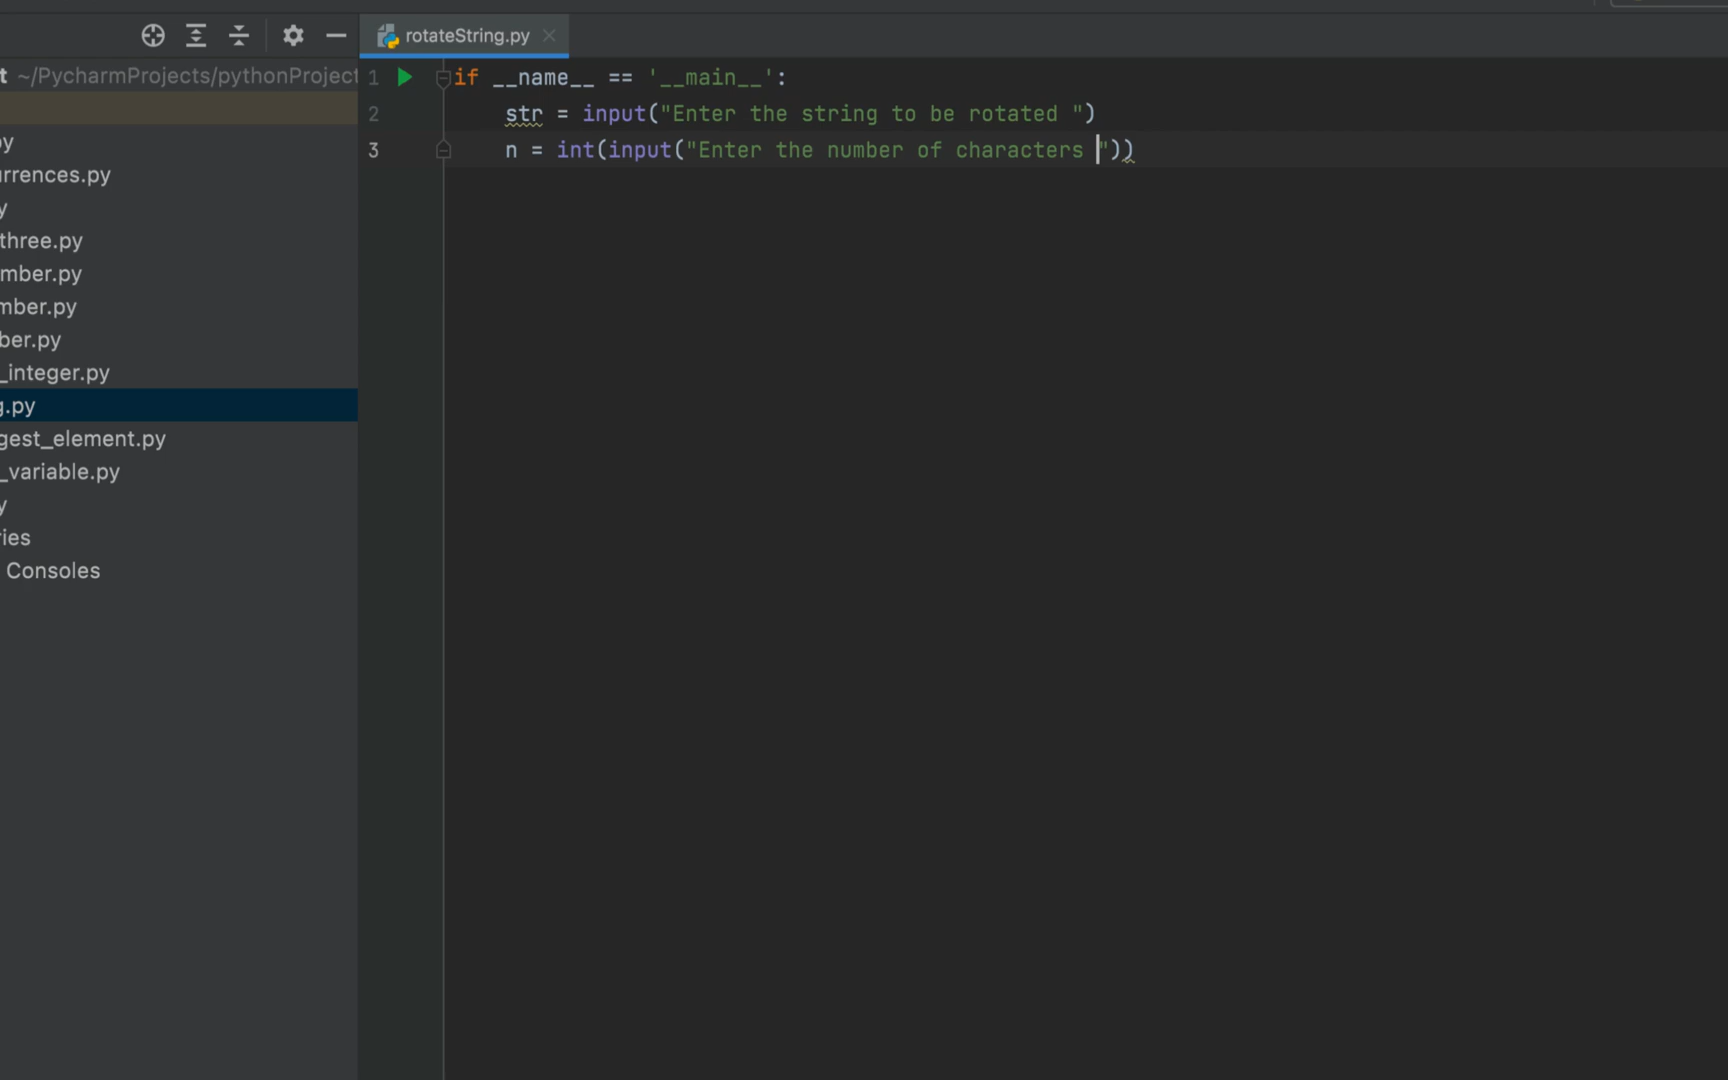 rotateString.py
t ~/PycharmProjects/pythonProject
y
urrences.py
y
three.py
mber.py
mber.py
ber.py
_integer.py
g.py
gest_element.py
_variable.py
y
ries
Consoles
1 if __name__ == '__main__':
2 str = input("Enter the string to be rotated ")
3 n = int(input("Enter the number of characters "))